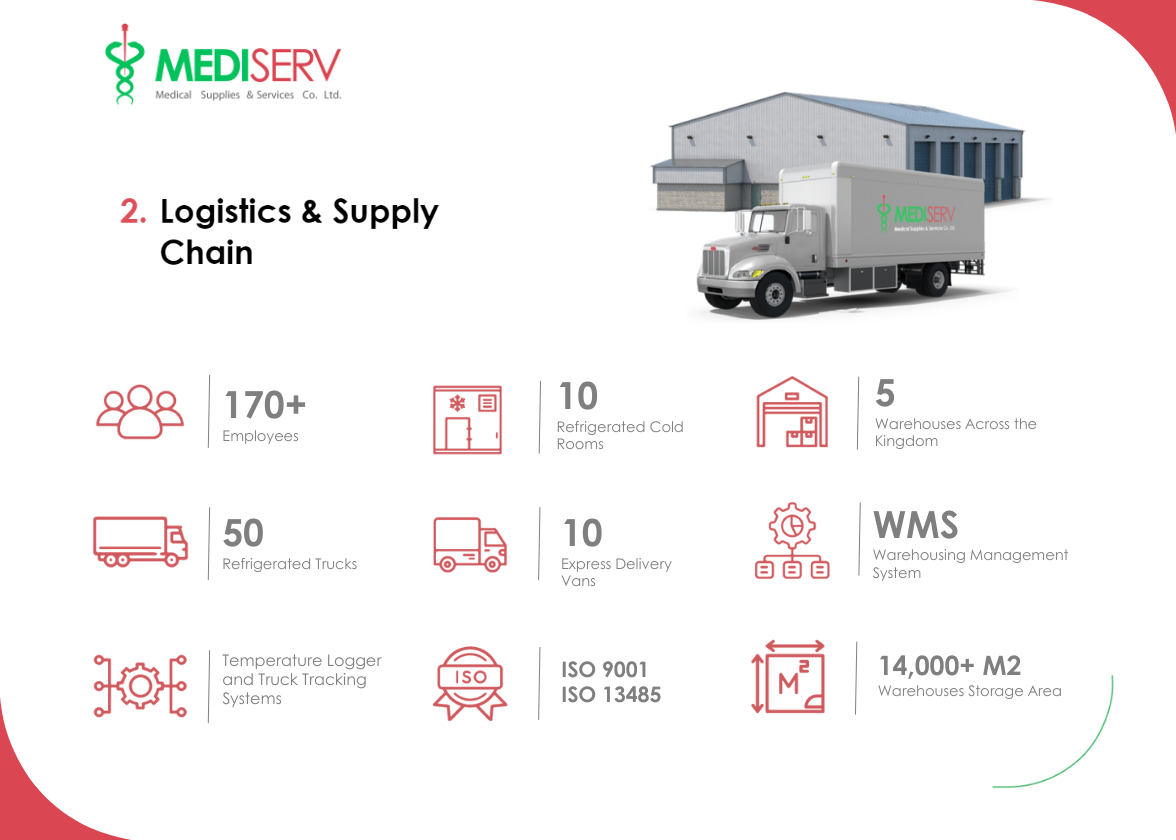 MEDISERV
Medical Supplies & Services Co. Ltd.
MEDISERV
Medical Supplies & Services Co. Ltd.
2. Logistics & Supply
Chain
170+
Employees
10
Refrigerated Cold
Rooms
5
Warehouses Across the
Kingdom
50
Refrigerated Trucks
10
Express Delivery
Vans
WMS
Warehousing Management
System
Temperature Logger
and Truck Tracking
Systems
ISO
ISO 9001
ISO 13485
M²
14,000+ M2
Warehouses Storage Area